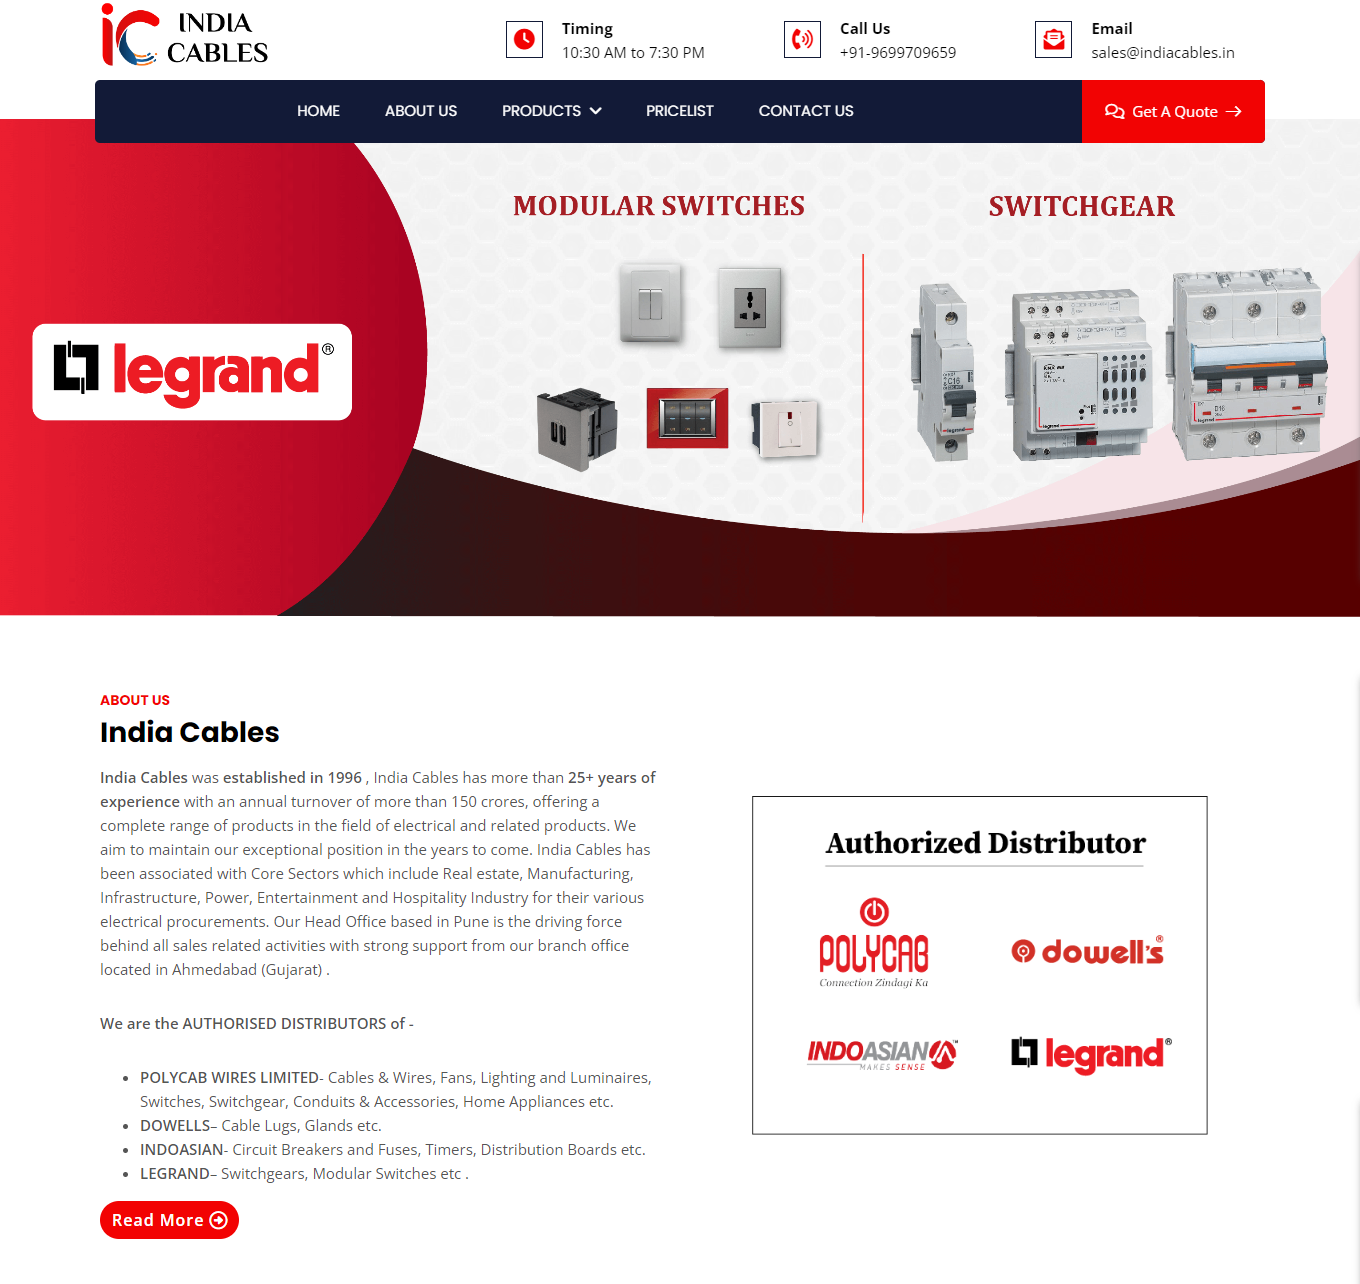 INDIA
CABLES
Timing
10:30 AM to 7:30 PM
Call Us
+91-9699709659
Email
sales@indiacables.in
HOME
ABOUT US
PRODUCTS
PRICELIST
CONTACT US
Get A Quote
MODULAR SWITCHES
SWITCHGEAR
legrand®
C16
legrand
legrand
D16
legrand
ABOUT US
India Cables
India Cables was established in 1996 , India Cables has more than 25+ years of
experience with an annual turnover of more than 150 crores, offering a
complete range of products in the field of electrical and related products. We
aim to maintain our exceptional position in the years to come. India Cables has
been associated with Core Sectors which include Real estate, Manufacturing,
Infrastructure, Power, Entertainment and Hospitality Industry for their various
electrical procurements. Our Head Office based in Pune is the driving force
behind all sales related activities with strong support from our branch office
located in Ahmedabad (Gujarat) .
We are the AUTHORISED DISTRIBUTORS of -
• POLYCAB WIRES LIMITED- Cables & Wires, Fans, Lighting and Luminaires,
Switches, Switchgear, Conduits & Accessories, Home Appliances etc.
• DOWELLS– Cable Lugs, Glands etc.
• INDOASIAN- Circuit Breakers and Fuses, Timers, Distribution Boards etc.
• LEGRAND– Switchgears, Modular Switches etc .
Read More
Authorized Distributor
POLYCAB
Connection Zindagi Ka
dowell's®
INDOASIAN™
MAKES SENSE
legrand®